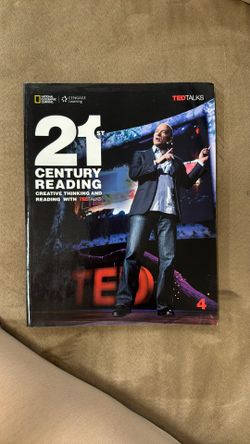 NATIONAL GEOGRAPHIC LEARNING
CENGAGE Learning
TEDTALKS
21ST
CENTURY
READING
CREATIVE THINKING AND
READING WITH TEDTALKS
TED
4